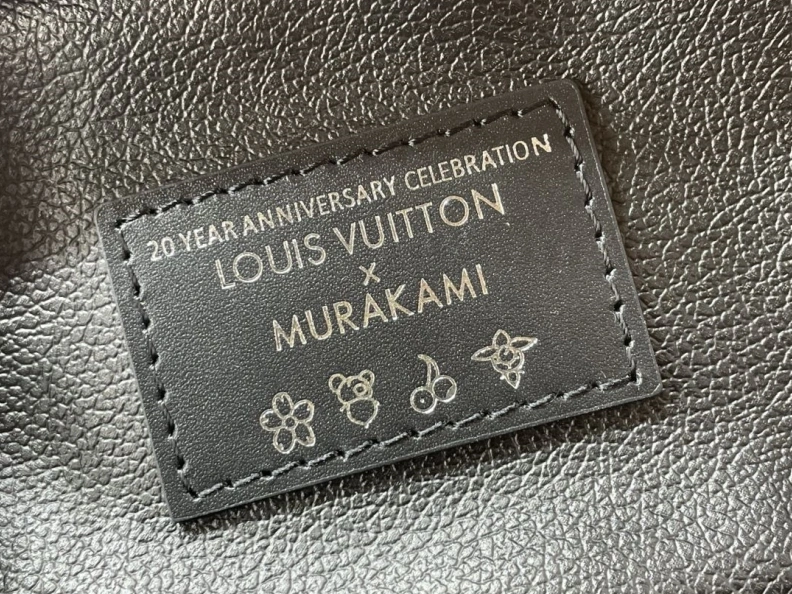 20 YEAR ANNIVERSARY CELEBRATION
LOUIS VUITTON
X
MURAKAMI